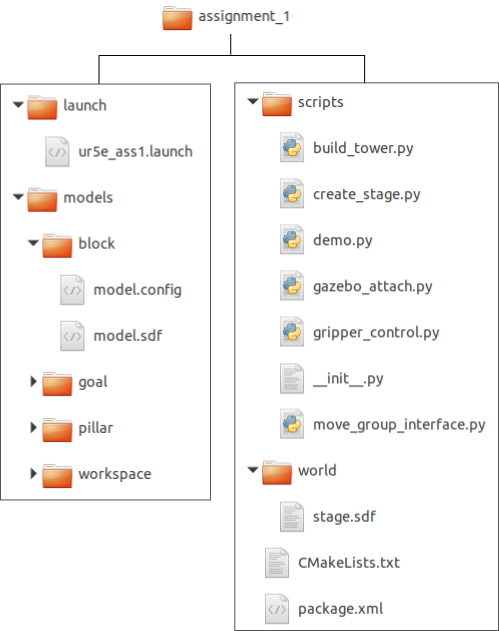 assignment_1
launch
ur5e_ass1.launch
models
block
model.config
model.sdf
goal
pillar
workspace
scripts
build_tower.py
create_stage.py
demo.py
gazebo_attach.py
gripper_control.py
__init__.py
move_group_interface.py
world
stage.sdf
CMakeLists.txt
package.xml